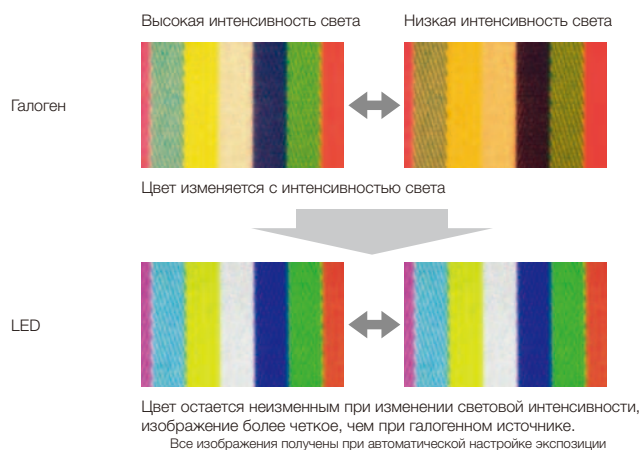 Высокая интенсивность света
Низкая интенсивность света
Галоген
Цвет изменяется с интенсивностью света
LED
Цвет остается неизменным при изменении световой интенсивности,
изображение более четкое, чем при галогенном источнике.
Все изображения получены при автоматической настройке экспозиции